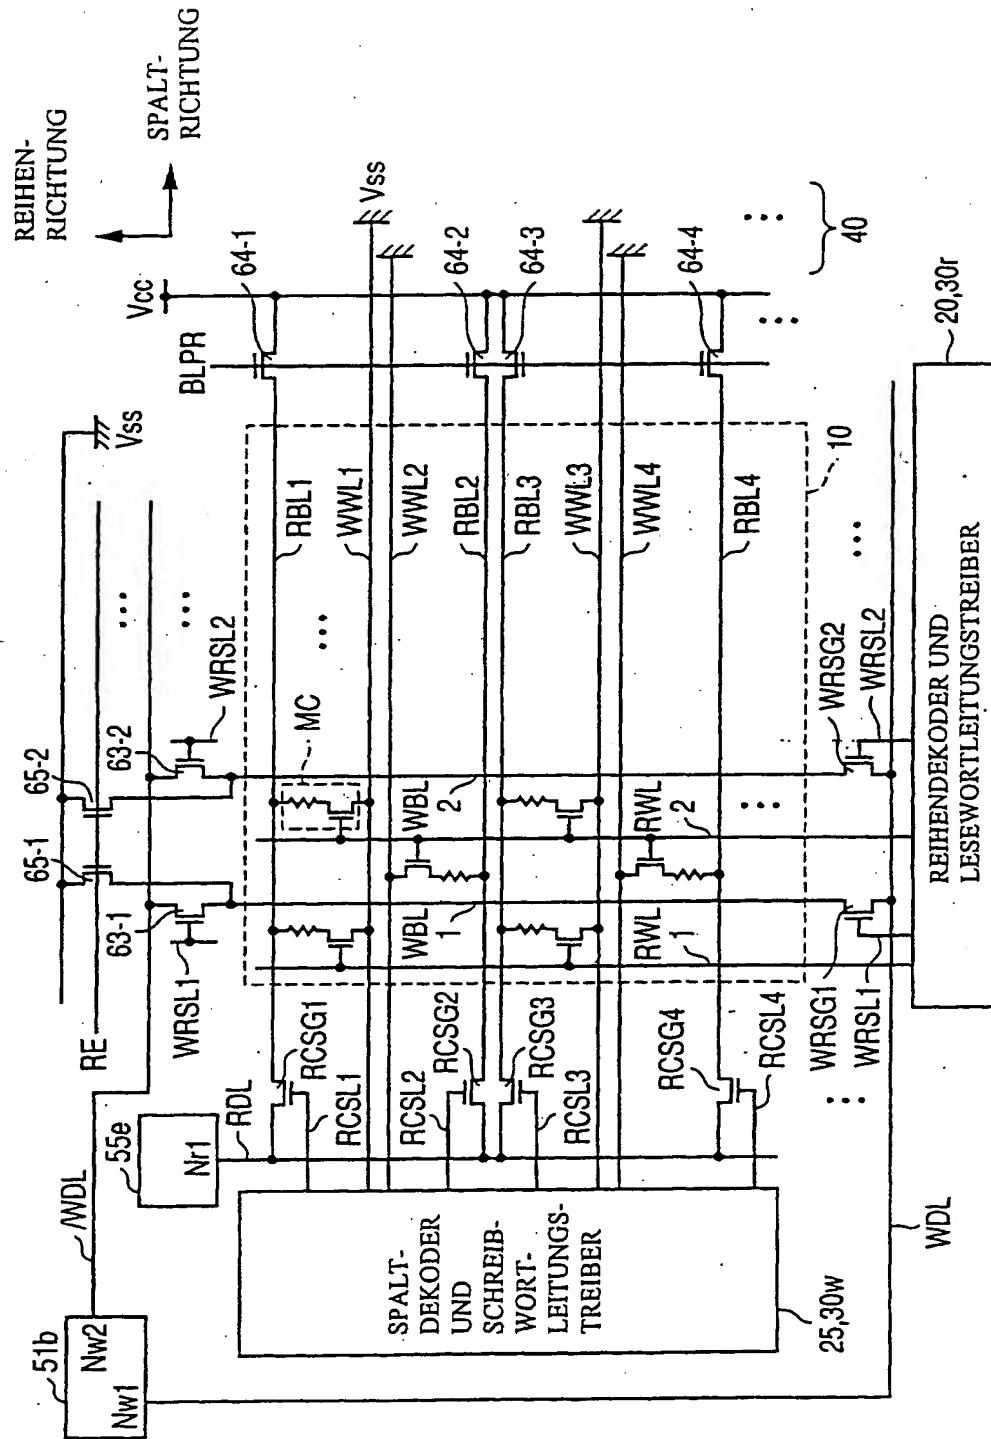 REIHEN-
RICHTUNG
SPALT-
RICHTUNG
51b
Nw2
Nw1
/WDL
55e
Nr1
RDL
RE
WRSL1
63-1
65-1
65-2
63-2
WRSL2
...
...
Vss
BLPR
Vcc
64-1
64-2
64-3
64-4
Vss
...
...
40
SPALT-
DEKODER
UND
SCHREIB-
WORT-
LEITUNGS-
TREIBER
25,30w
RCSG1
RCSL1
RCSL2
RCSG2
RCSG3
RCSL3
RCSG4
RCSL4
MC
...
WBL
1
WBL
2
RWL
1
RWL
2
...
RBL1
WWL1
WWL2
RBL2
RBL3
WWL3
WWL4
RBL4
10
...
WRSG1
WRSL1
WRSG2
WRSL2
...
WDL
REIHENDEKODER UND
LESEWORTLEITUNGSTREIBER
20,30r